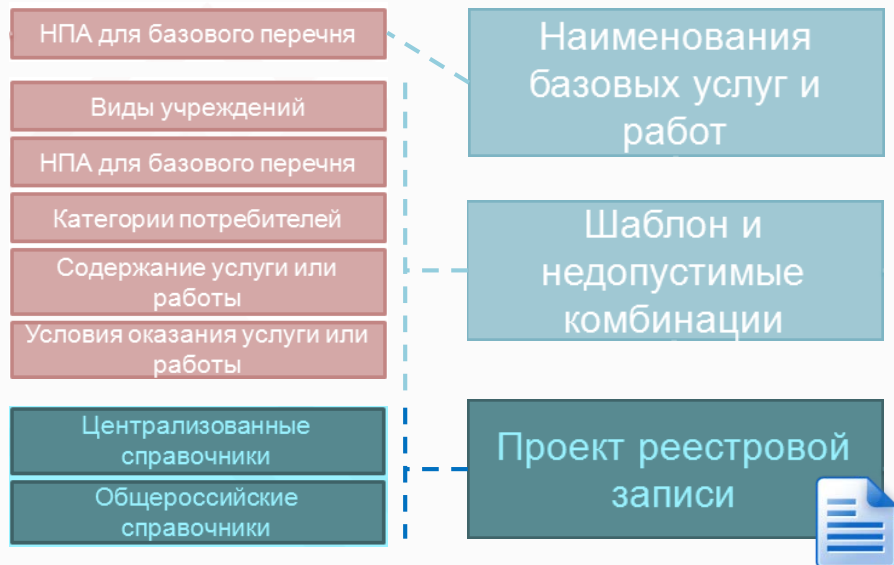 НПА для базового перечня
Виды учреждений
НПА для базового перечня
Категории потребителей
Содержание услуги или
работы
Условия оказания услуги или
работы
Централизованные
справочники
Общероссийские
справочники
Наименования
базовых услуг и
работ
Шаблон и
недопустимые
комбинации
Проект реестровой
записи